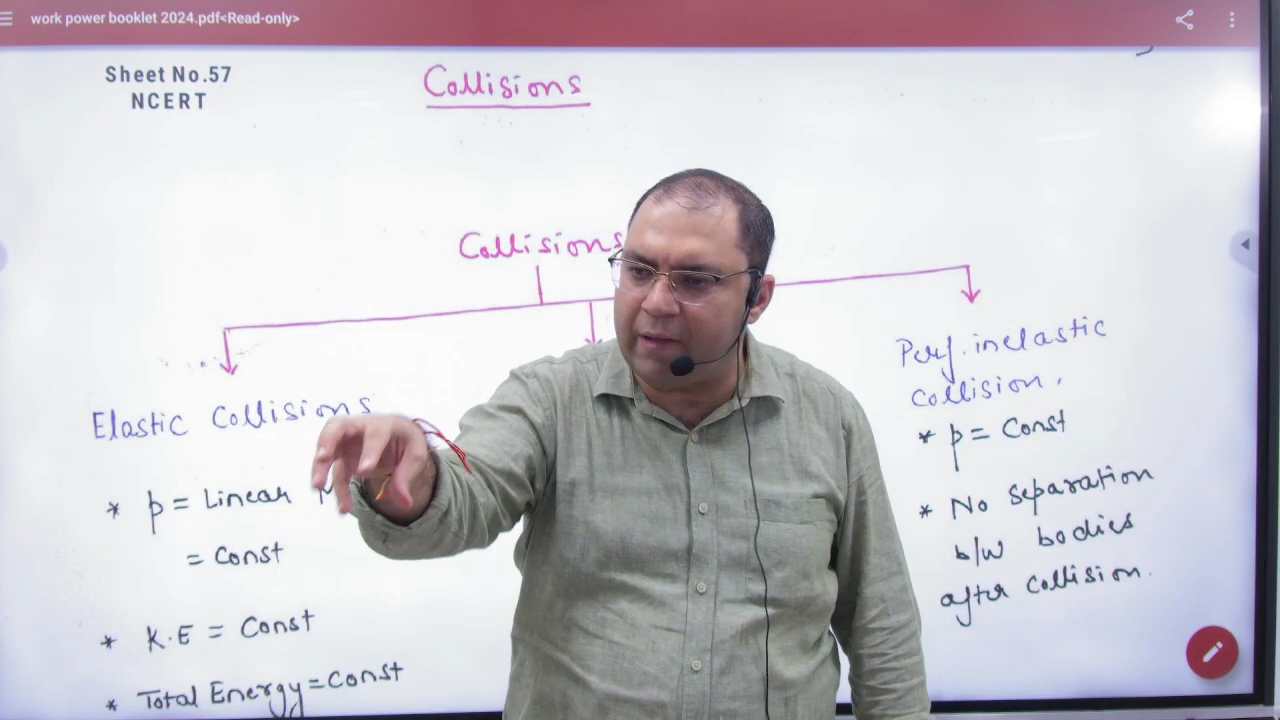 work power booklet 2024.pdf<Read-only>
Sheet No.57
NCERT
Collisions
Collisions
Elastic Collisions
* p = Linear
= Const
* K.E = Const
* Total Energy = Const
Perf. inelastic
collision.
* p = Const
* No separation
b/w bodies
after collision.